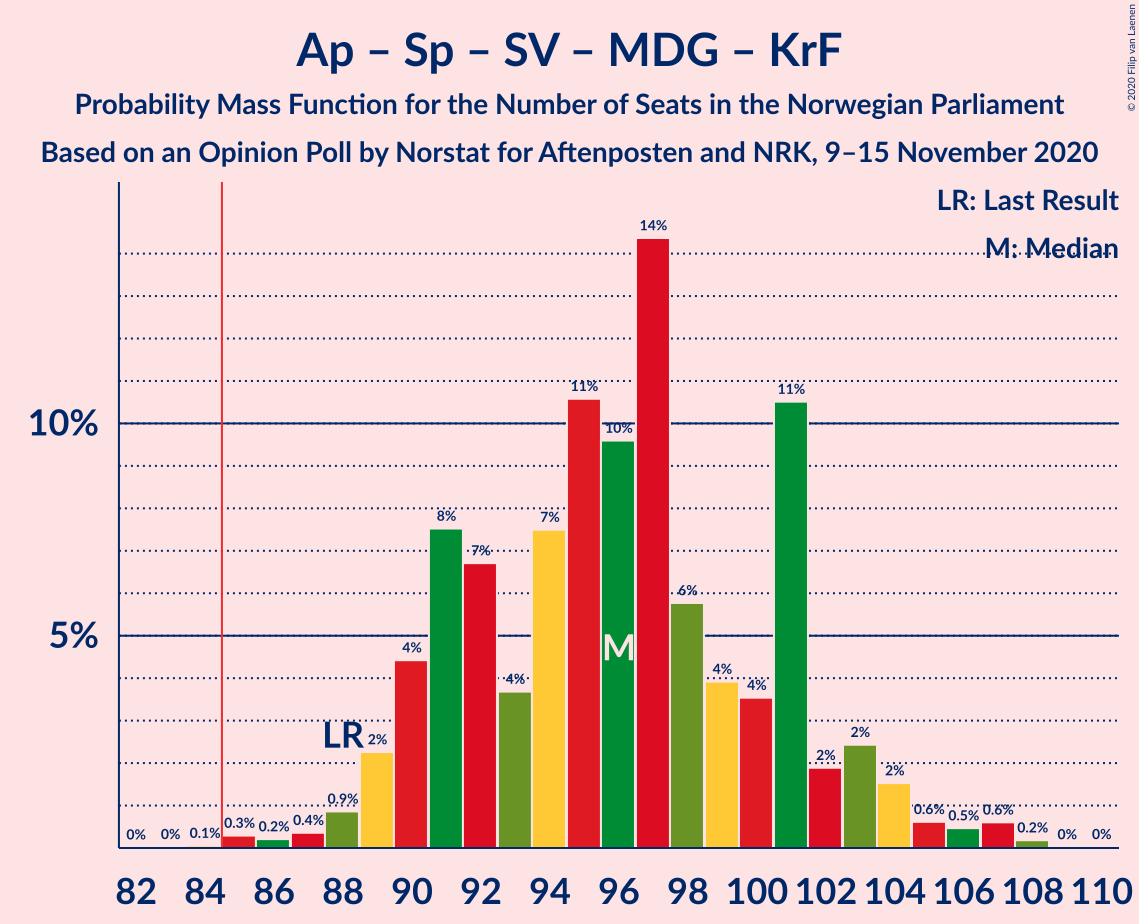 Ap – Sp – SV – MDG – KrF
Probability Mass Function for the Number of Seats in the Norwegian Parliament
Based on an Opinion Poll by Norstat for Aftenposten and NRK, 9–15 November 2020
© 2020 Filip van Laenen
LR: Last Result
M: Median
10%
5%
0% 0% 0.1% 0.3% 0.2% 0.4% 0.9% 2% 4% 8% 7% 4% 7% 11% 10% 14% 6% 4% 4% 11% 2% 2% 2% 0.6% 0.5% 0.6% 0.2% 0% 0%
LR
M
82 84 86 88 90 92 94 96 98 100 102 104 106 108 110